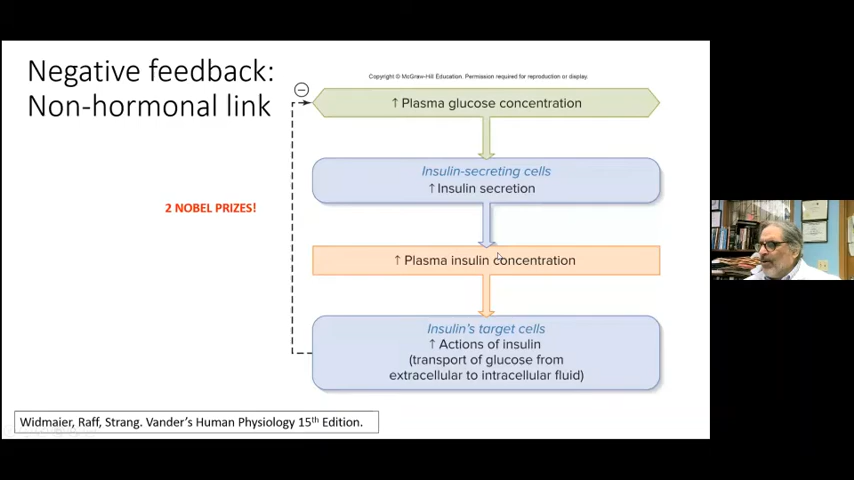 Negative feedback:
Non-hormonal link
Copyright © McGraw-Hill Education. Permission required for reproduction or display.
−
↑ Plasma glucose concentration
Insulin-secreting cells
↑ Insulin secretion
2 NOBEL PRIZES!
↑ Plasma insulin concentration
Insulin's target cells
↑ Actions of insulin
(transport of glucose from
extracellular to intracellular fluid)
Widmaier, Raff, Strang. Vander's Human Physiology 15th Edition.